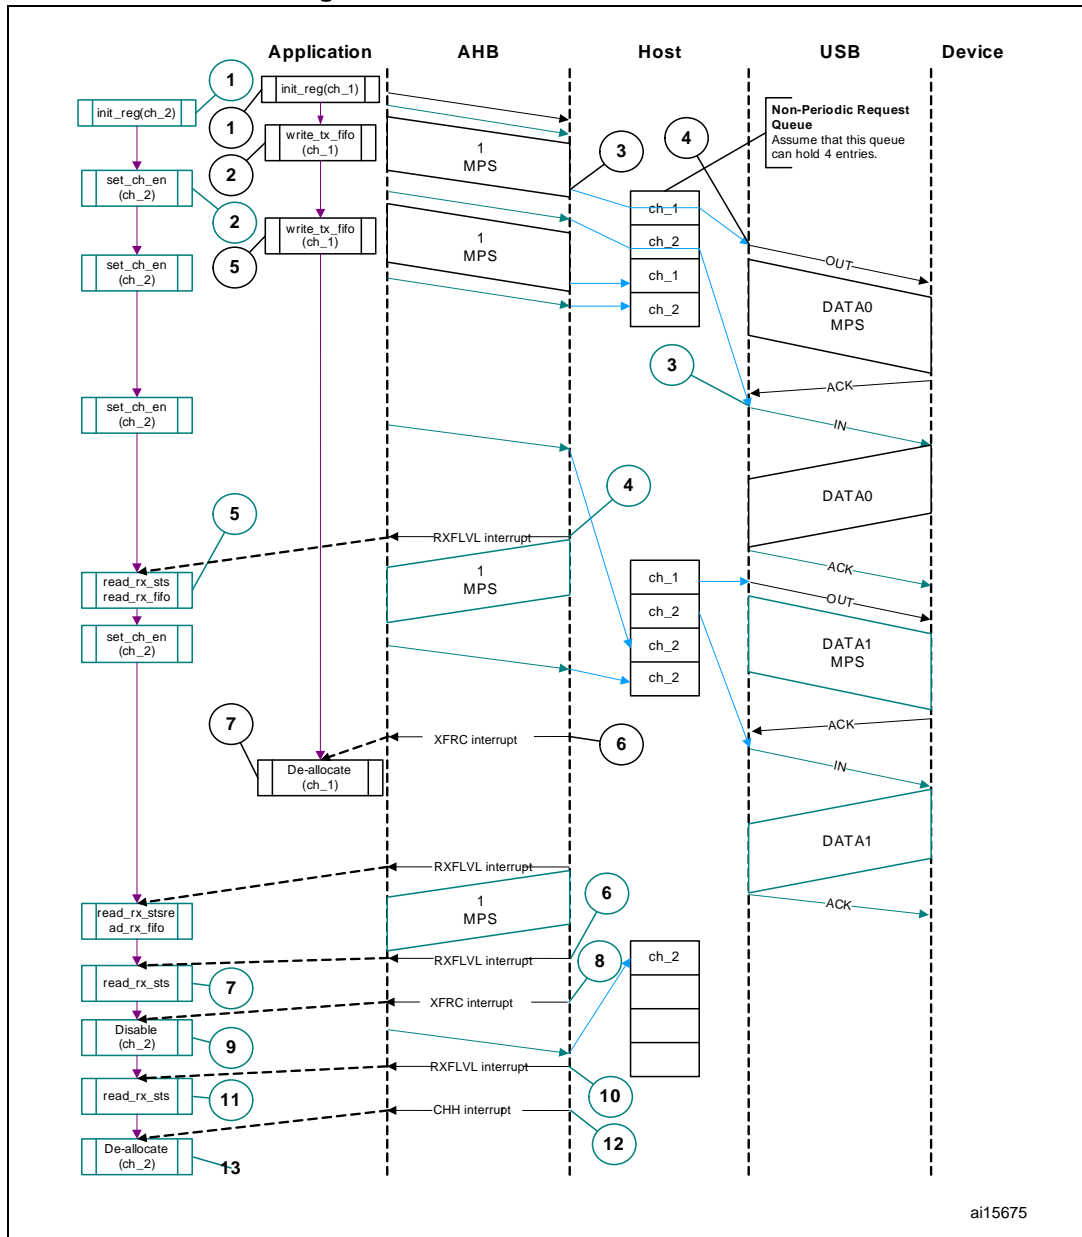 g
Application AHB Host USB Device
1
init_reg(ch_1)
init_reg(ch_2)
1
Non-Periodic Request
Queue
Assume that this queue
can hold 4 entries.
write_tx_fifo
(ch_1)
1
MPS
3
4
2
set_ch_en
(ch_2)
ch_1
2
write_tx_fifo
(ch_1)
ch_2
1
MPS
5
set_ch_en
(ch_2)
OUT
ch_1
ch_2
DATA0
MPS
3
ACK
set_ch_en
(ch_2)
IN
4
DATA0
5
RXFLVL interrupt
read_rx_sts
read_rx_fifo
1
MPS
ch_1
ACK
OUT
ch_2
set_ch_en
(ch_2)
ch_2
DATA1
MPS
ch_2
7
XFRC interrupt
6
ACK
De-allocate
(ch_1)
IN
DATA1
RXFLVL interrupt
6
read_rx_stsre
ad_rx_fifo
1
MPS
ACK
RXFLVL interrupt
8
ch_2
read_rx_sts
7
XFRC interrupt
Disable
(ch_2)
9
RXFLVL interrupt
read_rx_sts
11
10
CHH interrupt
12
De-allocate
(ch_2)
13
ai15675